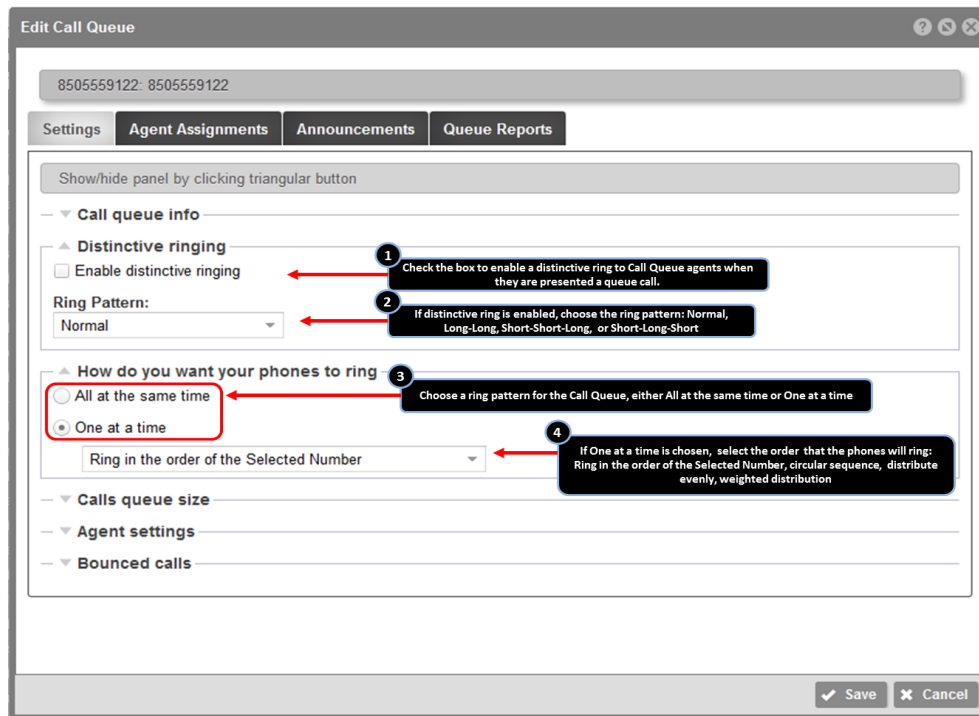 Edit Call Queue
8505559122: 8505559122
Settings Agent Assignments Announcements Queue Reports
Show/hide panel by clicking triangular button
Call queue info
Distinctive ringing
Enable distinctive ringing
1
Check the box to enable a distinctive ring to Call Queue agents when
they are presented a queue call.
Ring Pattern:
Normal
2
If distinctive ring is enabled, choose the ring pattern: Normal,
Long-Long, Short-Short-Long, or Short-Long-Short
How do you want your phones to ring
All at the same time
One at a time
3
Choose a ring pattern for the Call Queue, either All at the same time or One at a time
Ring in the order of the Selected Number
4
If One at a time is chosen, select the order that the phones will ring:
Ring in the order of the Selected Number, circular sequence, distribute
evenly, weighted distribution
Calls queue size
Agent settings
Bounced calls
Save Cancel